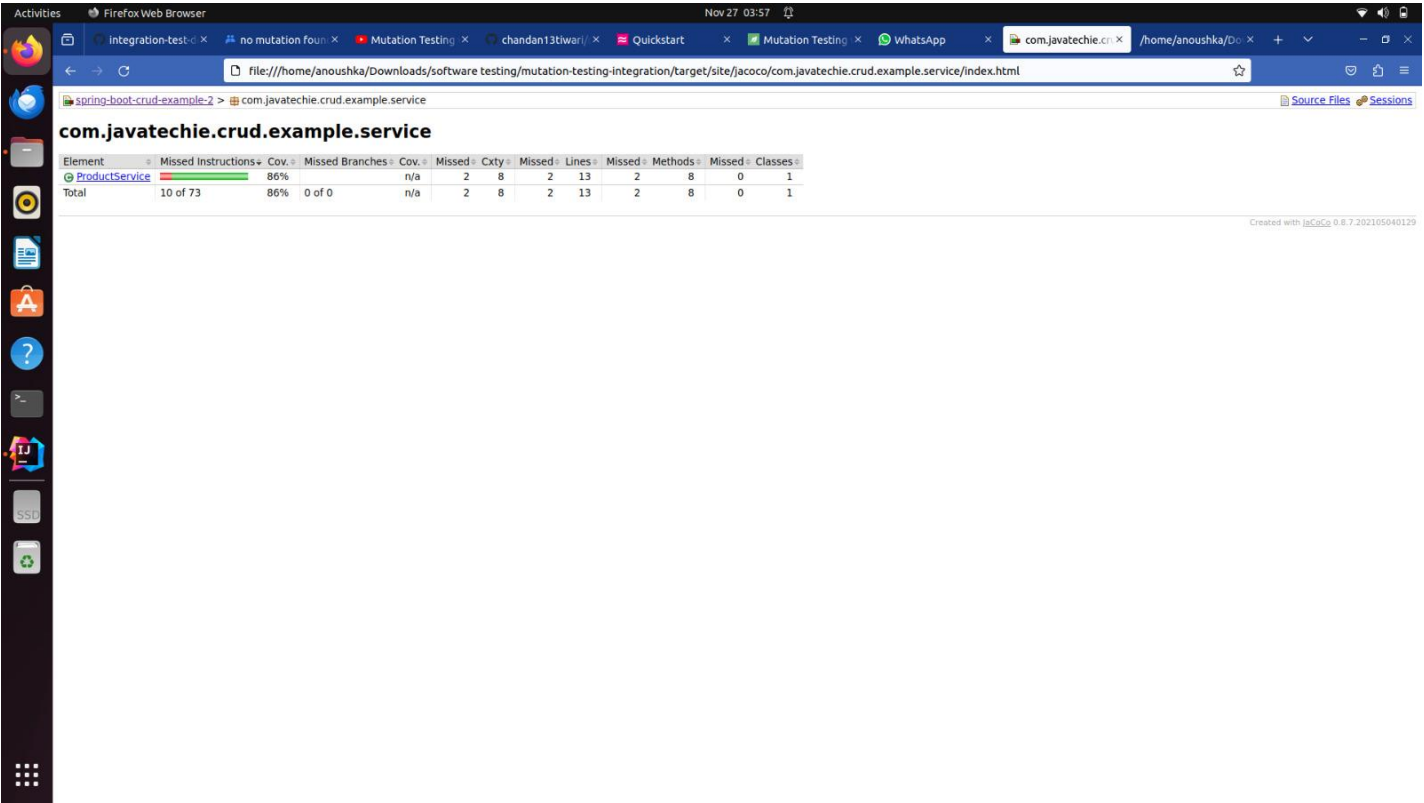 Activities Firefox Web Browser Nov 27 03:57
integration-test-d no mutation foun Mutation Testing chandan13tiwari/ Quickstart Mutation Testing WhatsApp com.javatechie.cr /home/anoushka/Do
file:///home/anoushka/Downloads/software testing/mutation-testing-integration/target/site/jacoco/com.javatechie.crud.example.service/index.html
spring-boot-crud-example-2 > com.javatechie.crud.example.service Source Files Sessions
com.javatechie.crud.example.service
Element Missed Instructions Cov. Missed Branches Cov. Missed Cxty Missed Lines Missed Methods Missed Classes
ProductService 86% n/a 2 8 2 13 2 8 0 1
Total 10 of 73 86% 0 of 0 n/a 2 8 2 13 2 8 0 1
Created with JaCoCo 0.8.7.202105040129
SSD